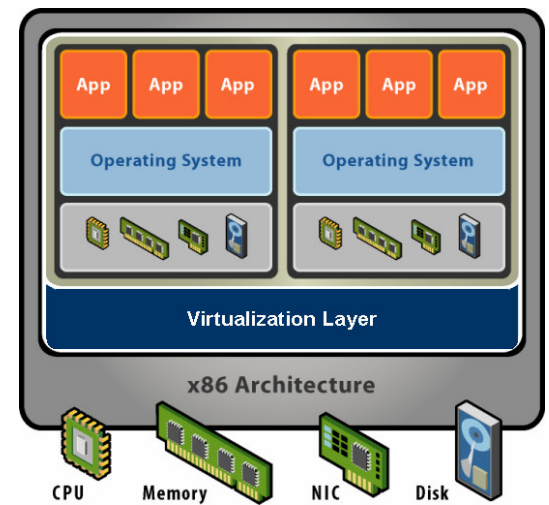 App App App App App App
Operating System Operating System
Virtualization Layer
x86 Architecture
CPU Memory NIC Disk